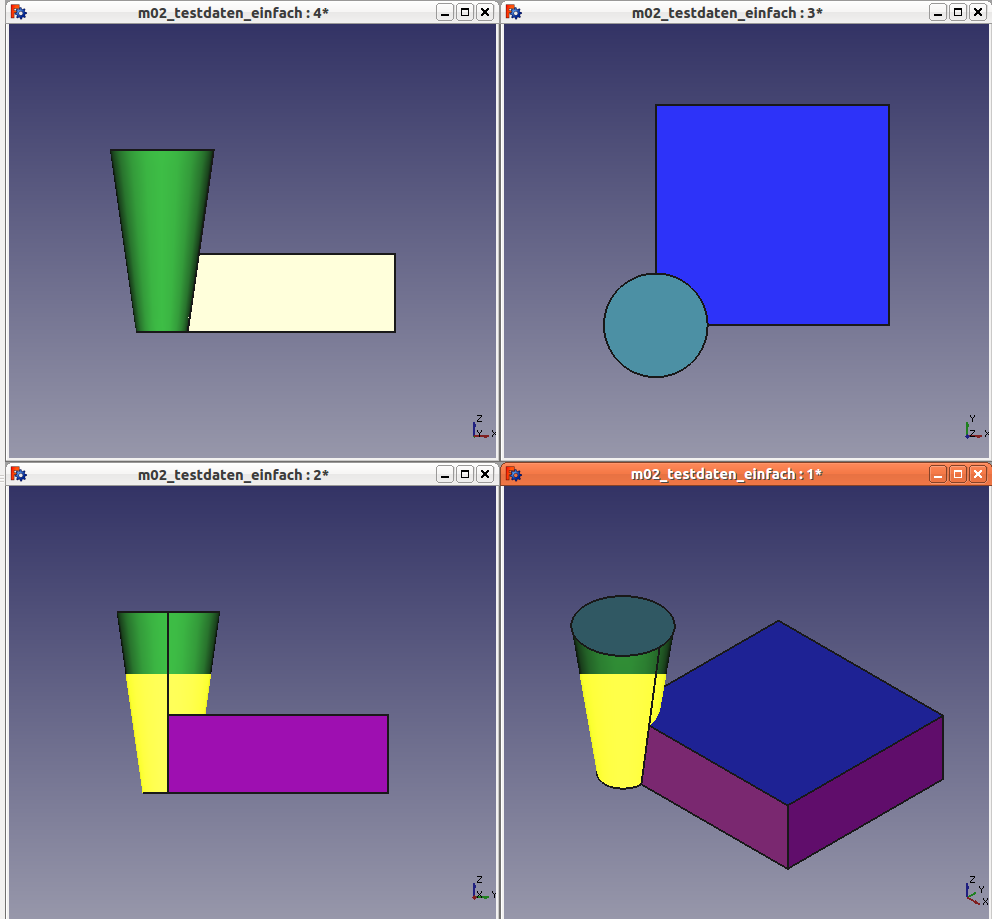 m02_testdaten_einfach : 4*
m02_testdaten_einfach : 3*
Z
Y X
Y
Z X
m02_testdaten_einfach : 2*
m02_testdaten_einfach : 1*
Z
X Y
Z
Y
X